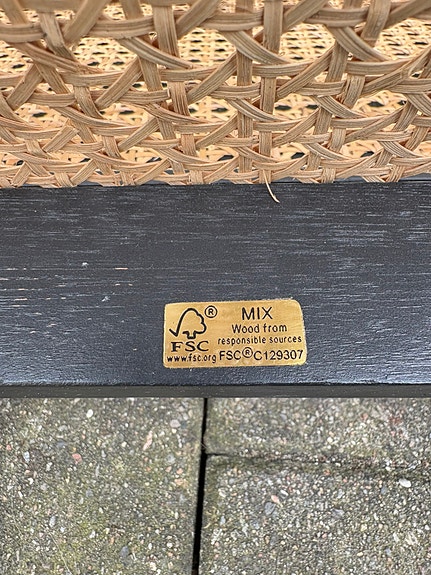 ®
MIX
Wood from
responsible sources
FSC
www.fsc.org FSC®C129307